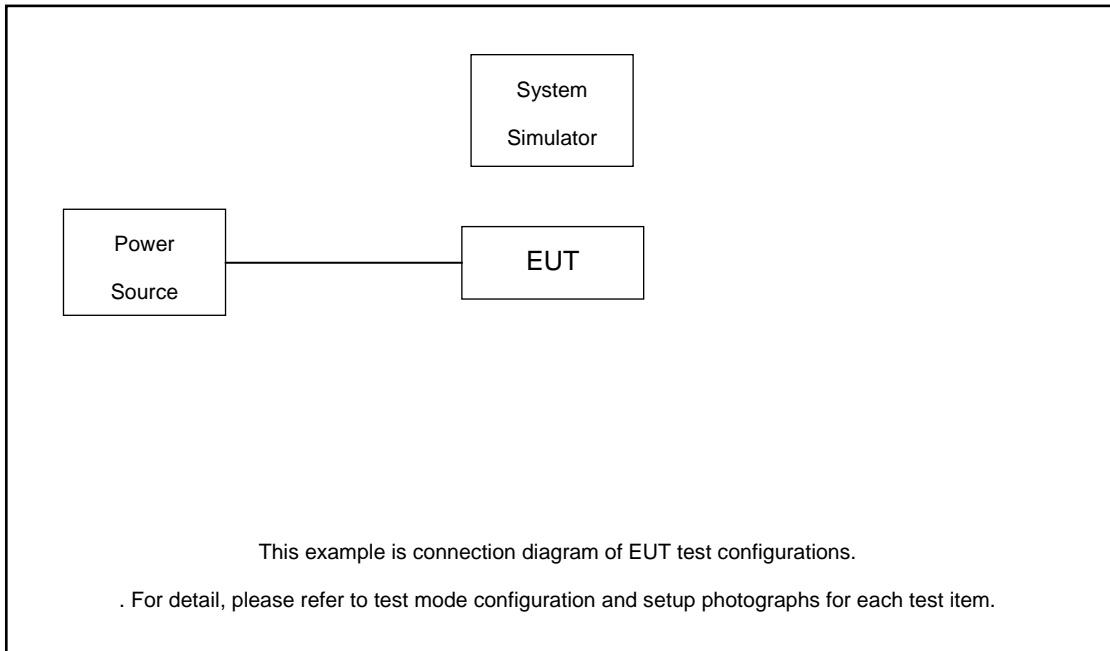 System
Simulator
Power
Source
EUT
This example is connection diagram of EUT test configurations.
. For detail, please refer to test mode configuration and setup photographs for each test item.